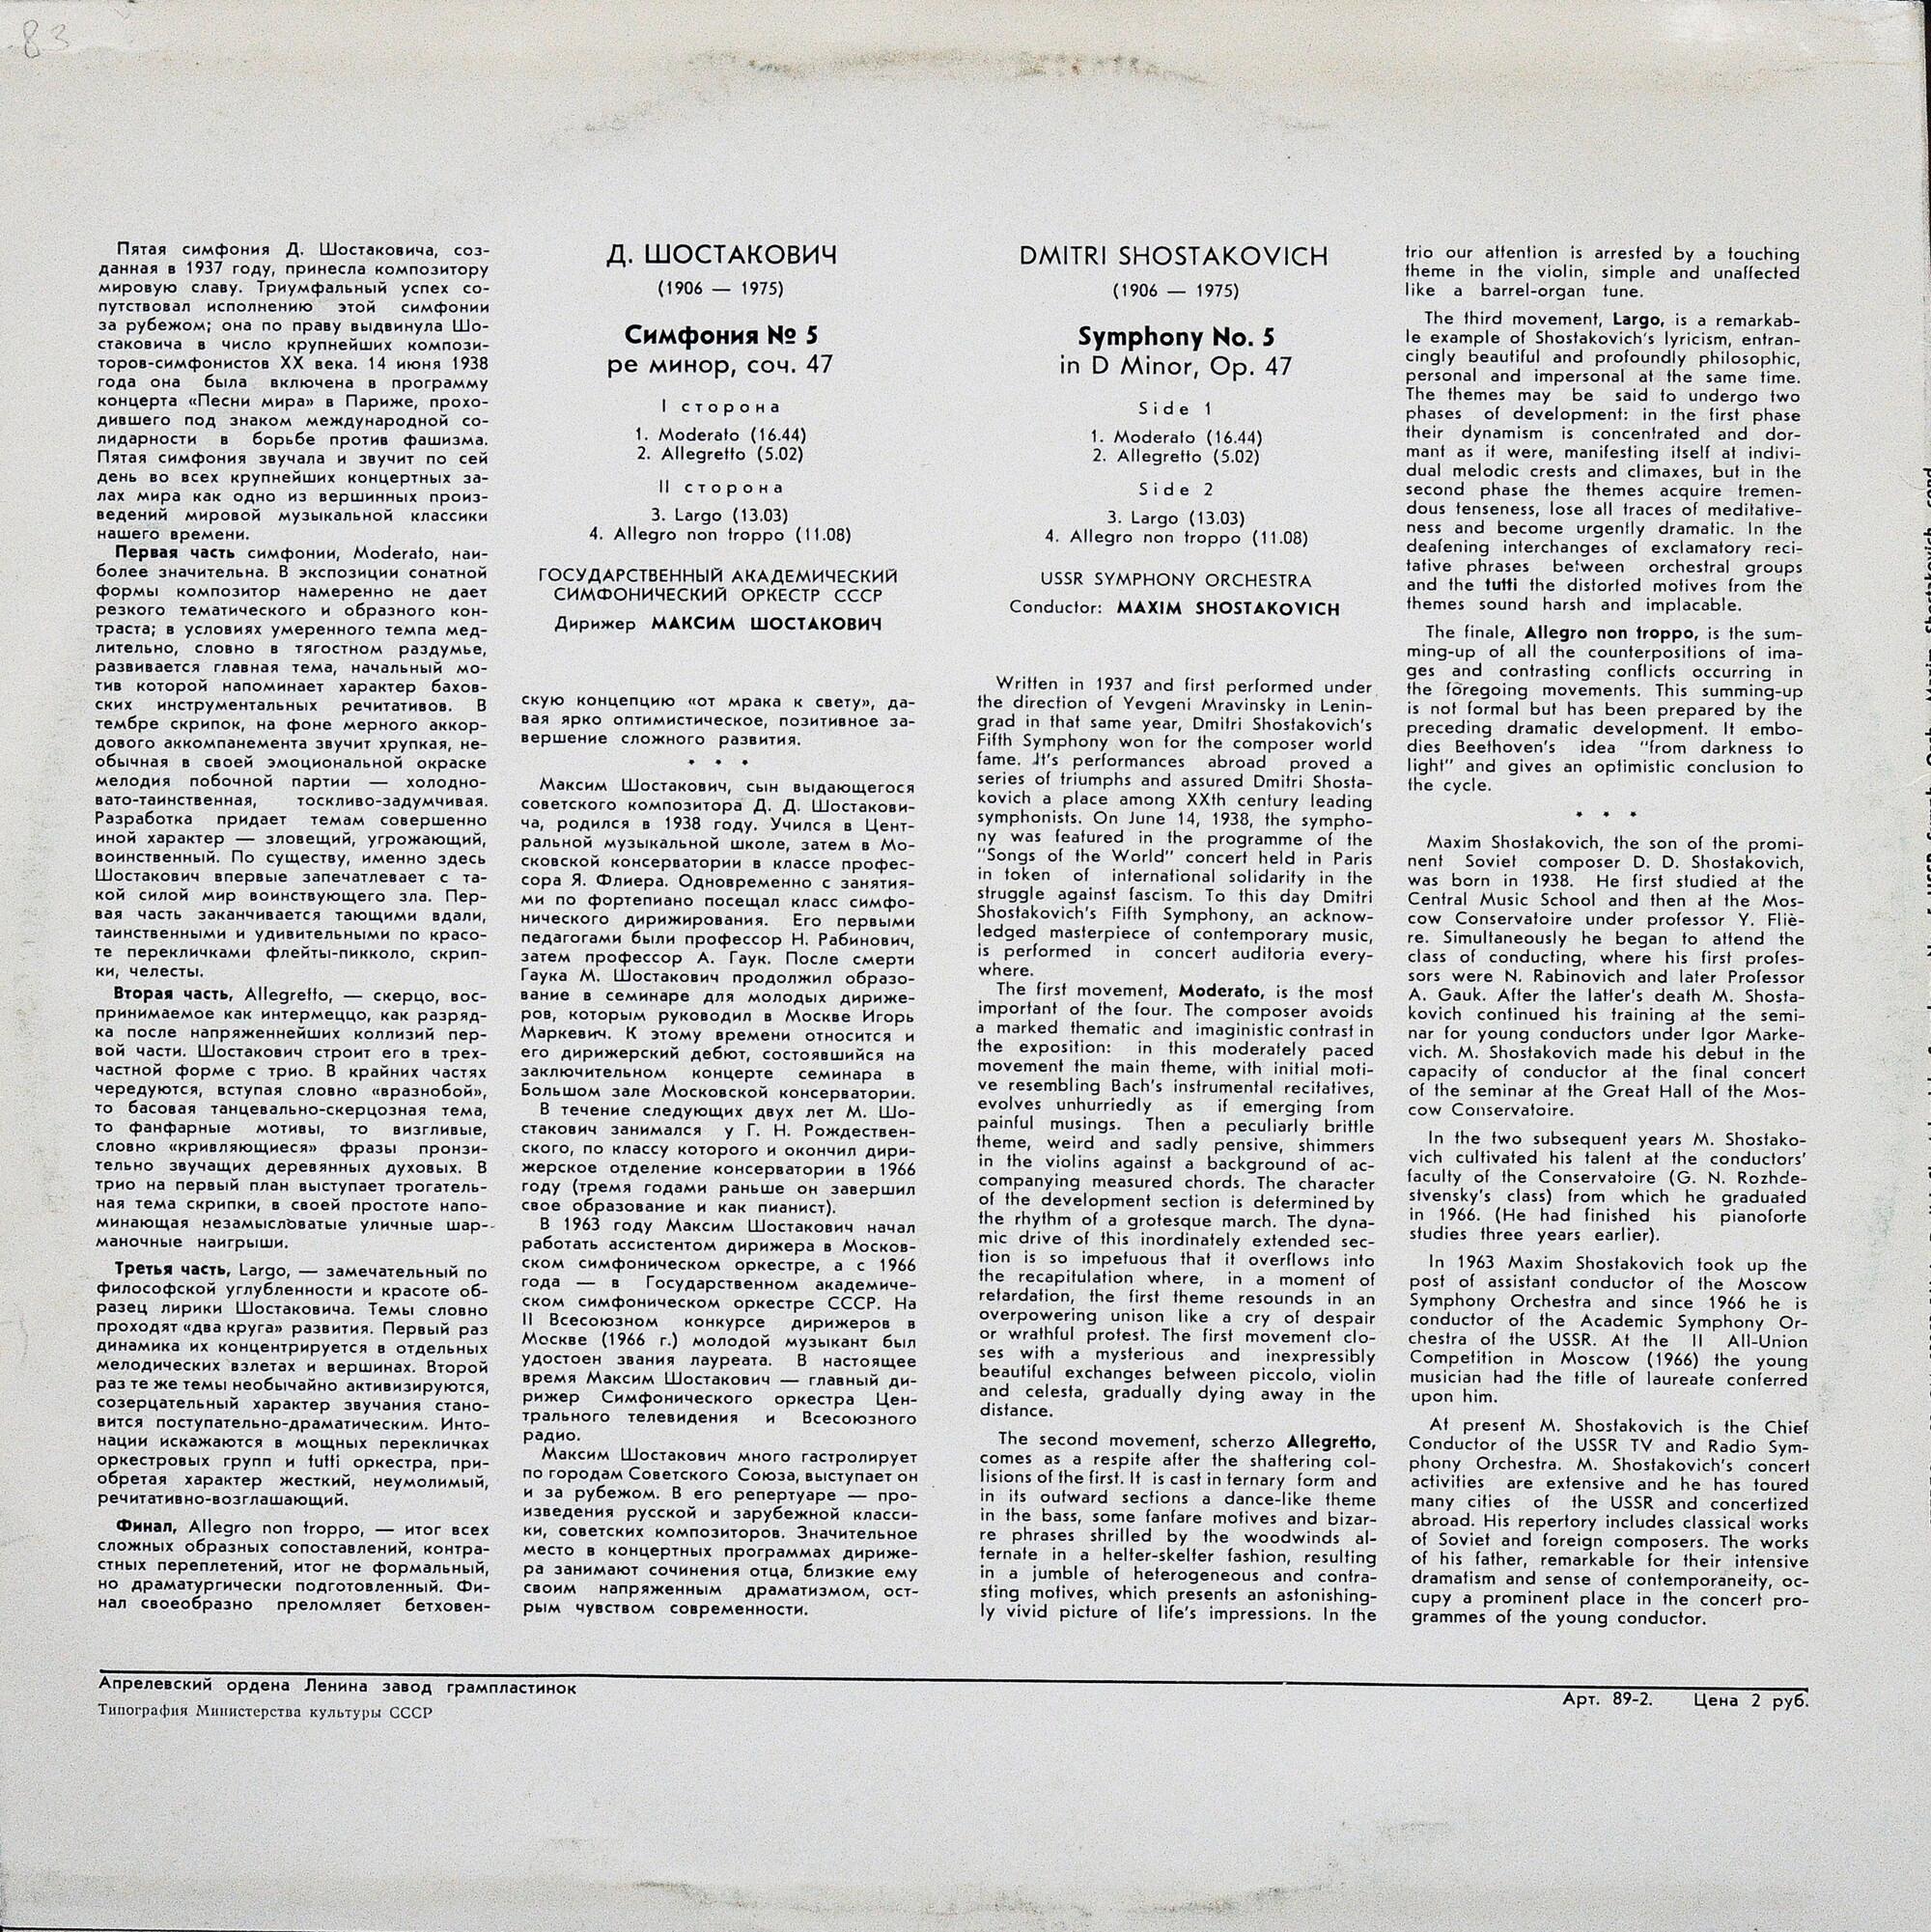 83
Пятая симфония Д. Шостаковича, соз-
данная в 1937 году, принесла композитору
мировую славу. Триумфальный успех со-
путствовал исполнению этой симфонии
за рубежом; она по праву выдвинула Шо-
стаковича в число крупнейших компози-
торов-симфонистов XX века. 14 июня 1938
года она была включена в программу
концерта «Песни мира» в Париже, прохо-
дившего под знаком международной со-
лидарности в борьбе против фашизма.
Пятая симфония звучала и звучит по сей
день во всех крупнейших концертных за-
лах мира как одно из вершинных произ-
ведений мировой музыкальной классики
нашего времени.
Первая часть симфонии, Moderato, наи-
более значительна. В экспозиции сонатной
формы композитор намеренно не дает
резкого тематического и образного кон-
траста; в условиях умеренного темпа мед-
лительно, словно в тягостном раздумье,
развивается главная тема, начальный мо-
тив которой напоминает характер бахов-
ских инструментальных речитативов. В
тембре скрипок, на фоне мерного аккор-
дового аккомпанемента звучит хрупкая, не-
обычная в своей эмоциональной окраске
мелодия побочной партии — холодно-
вато-таинственная, тоскливо-задумчивая.
Разработка придает темам совершенно
иной характер — зловещий, угрожающий,
воинственный. По существу, именно здесь
Шостакович впервые запечатлевает с та-
кой силой мир воинствующего зла. Пер-
вая часть заканчивается тающими вдали,
таинственными и удивительными по красо-
те перекличками флейты-пикколо, скрип-
ки, челесты.
Вторая часть, Allegretto, — скерцо, вос-
принимаемое как интермеццо, как разряд-
ка после напряженнейших коллизий пер-
вой части. Шостакович строит его в трех-
частной форме с трио. В крайних частях
чередуются, вступая словно «вразнобой»,
то басовая танцевально-скерцозная тема,
то фанфарные мотивы, то визгливые,
словно «кривляющиеся» фразы пронзи-
тельно звучащих деревянных духовых. В
трио на первый план выступает трогатель-
ная тема скрипки, в своей простоте напо-
минающая незамысловатые уличные шар-
маночные наигрыши.
Третья часть, Largo, — замечательный по
философской углубленности и красоте об-
разец лирики Шостаковича. Темы словно
проходят «два круга» развития. Первый раз
динамика их концентрируется в отдельных
мелодических взлетах и вершинах. Второй
раз те же темы необычайно активизируются,
созерцательный характер звучания стано-
вится поступательно-драматическим. Инто-
нации искажаются в мощных перекличках
оркестровых групп и tutti оркестра, при-
обретая характер жесткий, неумолимый,
речитативно-возглашающий.
Финал, Allegro non troppo, — итог всех
сложных образных сопоставлений, контра-
стных переплетений, итог не формальный,
но драматургически подготовленный. Фи-
нал своеобразно преломляет бетховен-
Д. ШОСТАКОВИЧ
(1906 — 1975)
Симфония № 5
ре минор, соч. 47
I сторона
1. Moderato (16.44)
2. Allegretto (5.02)
II сторона
3. Largo (13.03)
4. Allegro non troppo (11.08)
ГОСУДАРСТВЕННЫЙ АКАДЕМИЧЕСКИЙ
СИМФОНИЧЕСКИЙ ОРКЕСТР СССР
Дирижер МАКСИМ ШОСТАКОВИЧ
скую концепцию «от мрака к свету», да-
вая ярко оптимистическое, позитивное за-
вершение сложного развития.
• • •
Максим Шостакович, сын выдающегося
советского композитора Д. Д. Шостакови-
ча, родился в 1938 году. Учился в Цент-
ральной музыкальной школе, затем в Мо-
сковской консерватории в классе профес-
сора Я. Флиера. Одновременно с занятия-
ми по фортепиано посещал класс симфо-
нического дирижирования. Его первыми
педагогами были профессор Н. Рабинович,
затем профессор А. Гаук. После смерти
Гаука М. Шостакович продолжил образо-
вание в семинаре для молодых дириже-
ров, которым руководил в Москве Игорь
Маркевич. К этому времени относится и
его дирижерский дебют, состоявшийся на
заключительном концерте семинара в
Большом зале Московской консерватории.
В течение следующих двух лет М. Шо-
стакович занимался у Г. Н. Рождествен-
ского, по классу которого и окончил дири-
жерское отделение консерватории в 1966
году (тремя годами раньше он завершил
свое образование и как пианист).
В 1963 году Максим Шостакович начал
работать ассистентом дирижера в Москов-
ском симфоническом оркестре, а с 1966
года — в Государственном академиче-
ском симфоническом оркестре СССР. На
II Всесоюзном конкурсе дирижеров в
Москве (1966 г.) молодой музыкант был
удостоен звания лауреата. В настоящее
время Максим Шостакович — главный ди-
рижер Симфонического оркестра Цен-
трального телевидения и Всесоюзного
радио.
Максим Шостакович много гастролирует
по городам Советского Союза, выступает он
и за рубежом. В его репертуаре — про-
изведения русской и зарубежной класси-
ки, советских композиторов. Значительное
место в концертных программах дириже-
ра занимают сочинения отца, близкие ему
своим напряженным драматизмом, ост-
рым чувством современности.
DMITRI SHOSTAKOVICH
(1906 — 1975)
Symphony No. 5
in D Minor, Op. 47
Side 1
1. Moderato (16.44)
2. Allegretto (5.02)
Side 2
3. Largo (13.03)
4. Allegro non troppo (11.08)
USSR SYMPHONY ORCHESTRA
Conductor: MAXIM SHOSTAKOVICH
Written in 1937 and first performed under
the direction of Yevgeni Mravinsky in Lenin-
grad in that same year, Dmitri Shostakovich's
Fifth Symphony won for the composer world
fame. It's performances abroad proved a
series of triumphs and assured Dmitri Shosta-
kovich a place among XXth century leading
symphonists. On June 14, 1938, the sympho-
ny was featured in the programme of the
"Songs of the World" concert held in Paris
in token of international solidarity in the
struggle against fascism. To this day Dmitri
Shostakovich's Fifth Symphony, an acknow-
ledged masterpiece of contemporary music,
is performed in concert auditoria every-
where.
The first movement, Moderato, is the most
important of the four. The composer avoids
a marked thematic and imaginistic contrast in
the exposition: in this moderately paced
movement the main theme, with initial moti-
ve resembling Bach's instrumental recitatives,
evolves unhurriedly as if emerging from
painful musings. Then a peculiarly brittle
theme, weird and sadly pensive, shimmers
in the violins against a background of ac-
companying measured chords. The character
of the development section is determined by
the rhythm of a grotesque march. The dyna-
mic drive of this inordinately extended sec-
tion is so impetuous that it overflows into
the recapitulation where, in a moment of
retardation, the first theme resounds in an
overpowering unison like a cry of despair
or wrathful protest. The first movement clo-
ses with a mysterious and inexpressibly
beautiful exchanges between piccolo, violin
and celesta, gradually dying away in the
distance.
The second movement, scherzo Allegretto,
comes as a respite after the shattering col-
lisions of the first. It is cast in ternary form and
in its outward sections a dance-like theme
in the bass, some fanfare motives and bizar-
re phrases shrilled by the woodwinds al-
ternate in a helter-skelter fashion, resulting
in a jumble of heterogeneous and contra-
sting motives, which presents an astonishing-
ly vivid picture of life's impressions. In the
trio our attention is arrested by a touching
theme in the violin, simple and unaffected
like a barrel-organ tune.
The third movement, Largo, is a remarkab-
le example of Shostakovich's lyricism, entran-
cingly beautiful and profoundly philosophic,
personal and impersonal at the same time.
The themes may be said to undergo two
phases of development: in the first phase
their dynamism is concentrated and dor-
mant as it were, manifesting itself at indivi-
dual melodic crests and climaxes, but in the
second phase the themes acquire tremen-
dous tenseness, lose all traces of meditative-
ness and become urgently dramatic. In the
deafening interchanges of exclamatory reci-
tative phrases between orchestral groups
and the tutti the distorted motives from the
themes sound harsh and implacable.
The finale, Allegro non troppo, is the sum-
ming-up of all the counterpositions of ima-
ges and contrasting conflicts occurring in
the foregoing movements. This summing-up
is not formal but has been prepared by the
preceding dramatic development. It embo-
dies Beethoven's idea "from darkness to
light" and gives an optimistic conclusion to
the cycle.
• • •
Maxim Shostakovich, the son of the promi-
nent Soviet composer D. D. Shostakovich,
was born in 1938. He first studied at the
Central Music School and then at the Mos-
cow Conservatoire under professor Y. Fliè-
re. Simultaneously he began to attend the
class of conducting, where his first profes-
sors were N. Rabinovich and later Professor
A. Gauk. After the latter's death M. Shosta-
kovich continued his training at the semi-
nar for young conductors under Igor Marke-
vich. M. Shostakovich made his debut in the
capacity of conductor at the final concert
of the seminar at the Great Hall of the Mos-
cow Conservatoire.
In the two subsequent years M. Shostako-
vich cultivated his talent at the conductors'
faculty of the Conservatoire (G. N. Rozhde-
stvensky's class) from which he graduated
in 1966. (He had finished his pianoforte
studies three years earlier).
In 1963 Maxim Shostakovich took up the
post of assistant conductor of the Moscow
Symphony Orchestra and since 1966 he is
conductor of the Academic Symphony Or-
chestra of the USSR. At the II All-Union
Competition in Moscow (1966) the young
musician had the title of laureate conferred
upon him.
At present M. Shostakovich is the Chief
Conductor of the USSR TV and Radio Sym-
phony Orchestra. M. Shostakovich's concert
activities are extensive and he has toured
many cities of the USSR and concertized
abroad. His repertory includes classical works
of Soviet and foreign composers. The works
of his father, remarkable for their intensive
dramatism and sense of contemporaneity, oc-
cupy a prominent place in the concert pro-
grammes of the young conductor.
Апрелевский ордена Ленина завод грампластинок
Типография Министерства культуры СССР
Арт. 89-2. Цена 2 руб.